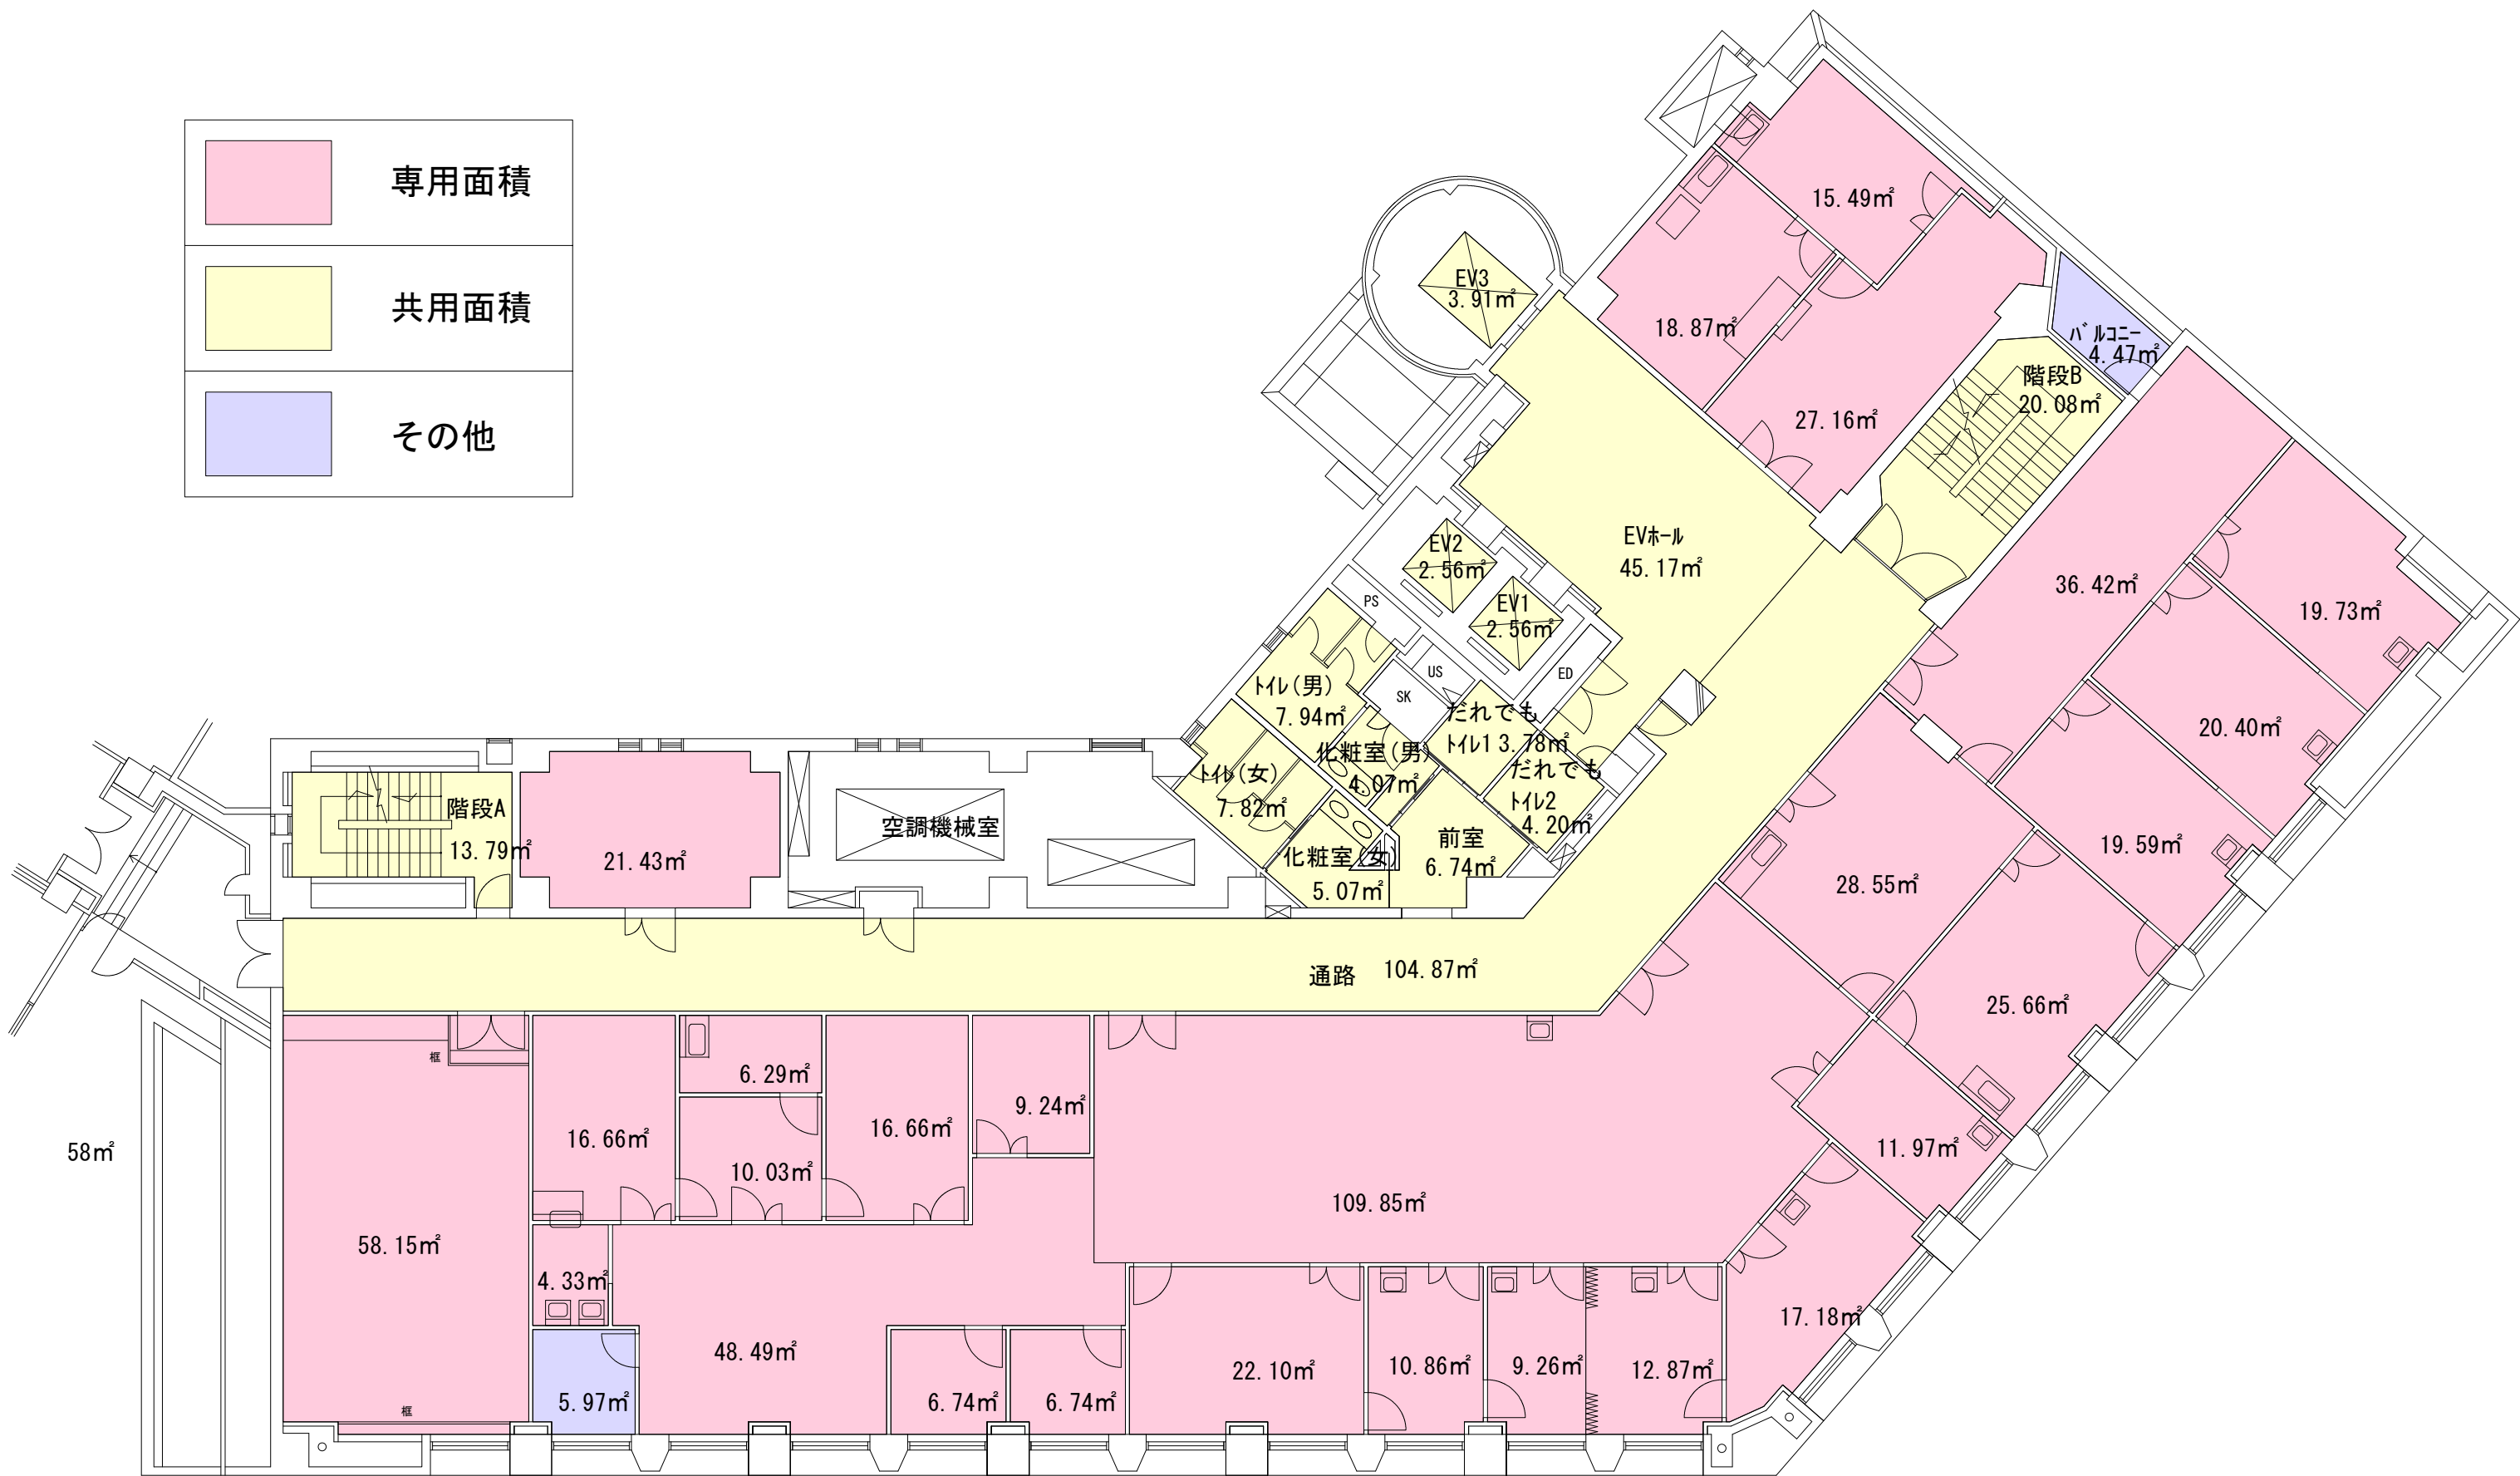 専用面積
共用面積
その他
15.49㎡
EV3
3.91㎡
18.87㎡
バルコニー
4.47㎡
階段B
20.08㎡
27.16㎡
EVホール
45.17㎡
EV2
2.56㎡
EV1
2.56㎡
PS
US
SK
ED
36.42㎡
19.73㎡
20.40㎡
19.59㎡
28.55㎡
25.66㎡
11.97㎡
17.18㎡
トイレ(男)
7.94㎡
だれでも
トイレ1 3.78㎡
化粧室(男)
4.07㎡
だれでも
トイレ2
4.20㎡
トイレ(女)
7.82㎡
前室
6.74㎡
化粧室(女)
5.07㎡
階段A
13.79㎡
21.43㎡
空調機械室
通路 104.87㎡
框
58㎡
58.15㎡
框
16.66㎡
6.29㎡
10.03㎡
16.66㎡
9.24㎡
109.85㎡
4.33㎡
5.97㎡
48.49㎡
6.74㎡
6.74㎡
22.10㎡
10.86㎡
9.26㎡
12.87㎡